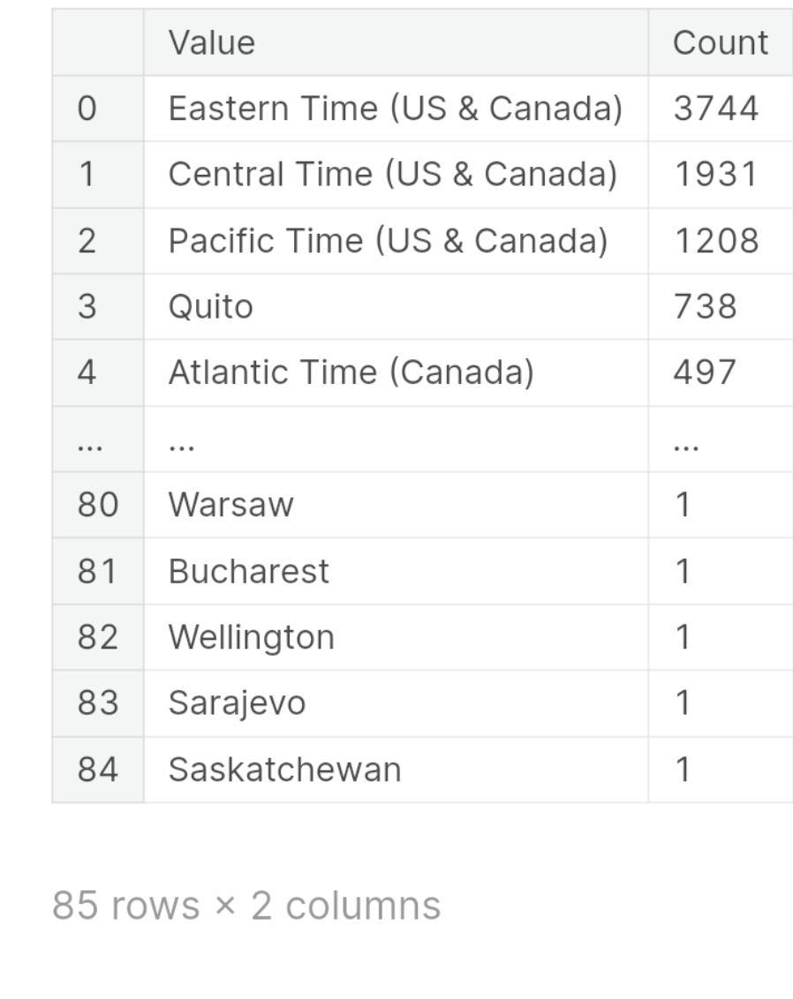 Value Count
0 Eastern Time (US & Canada) 3744
1 Central Time (US & Canada) 1931
2 Pacific Time (US & Canada) 1208
3 Quito 738
4 Atlantic Time (Canada) 497
... ... ...
80 Warsaw 1
81 Bucharest 1
82 Wellington 1
83 Sarajevo 1
84 Saskatchewan 1
85 rows × 2 columns